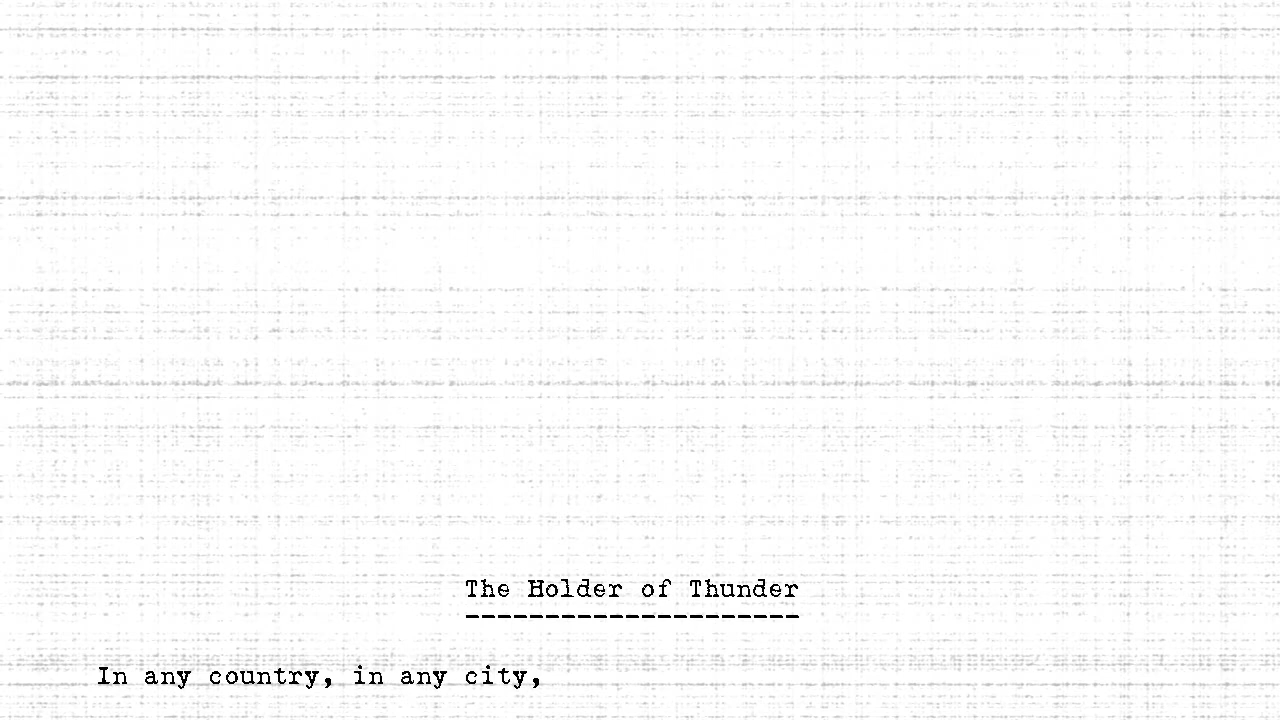 The Holder of Thunder
---------------------
In any country, in any city,